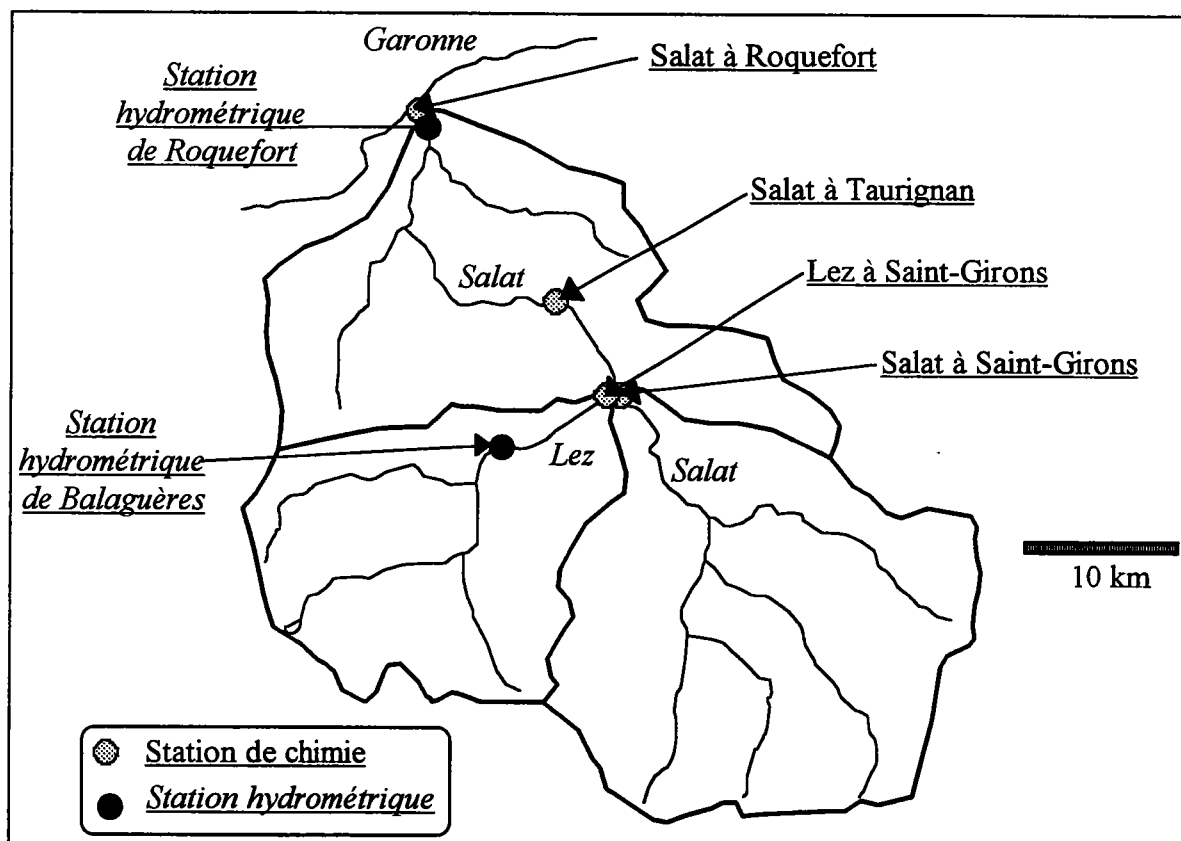 Garonne
Salat à Roquefort
Station
hydrométrique
de Roquefort
Salat à Taurignan
Salat
Lez à Saint-Girons
Salat à Saint-Girons
Station
hydrométrique
de Balaguères
Lez
Salat
10 km
Station de chimie
Station hydrométrique